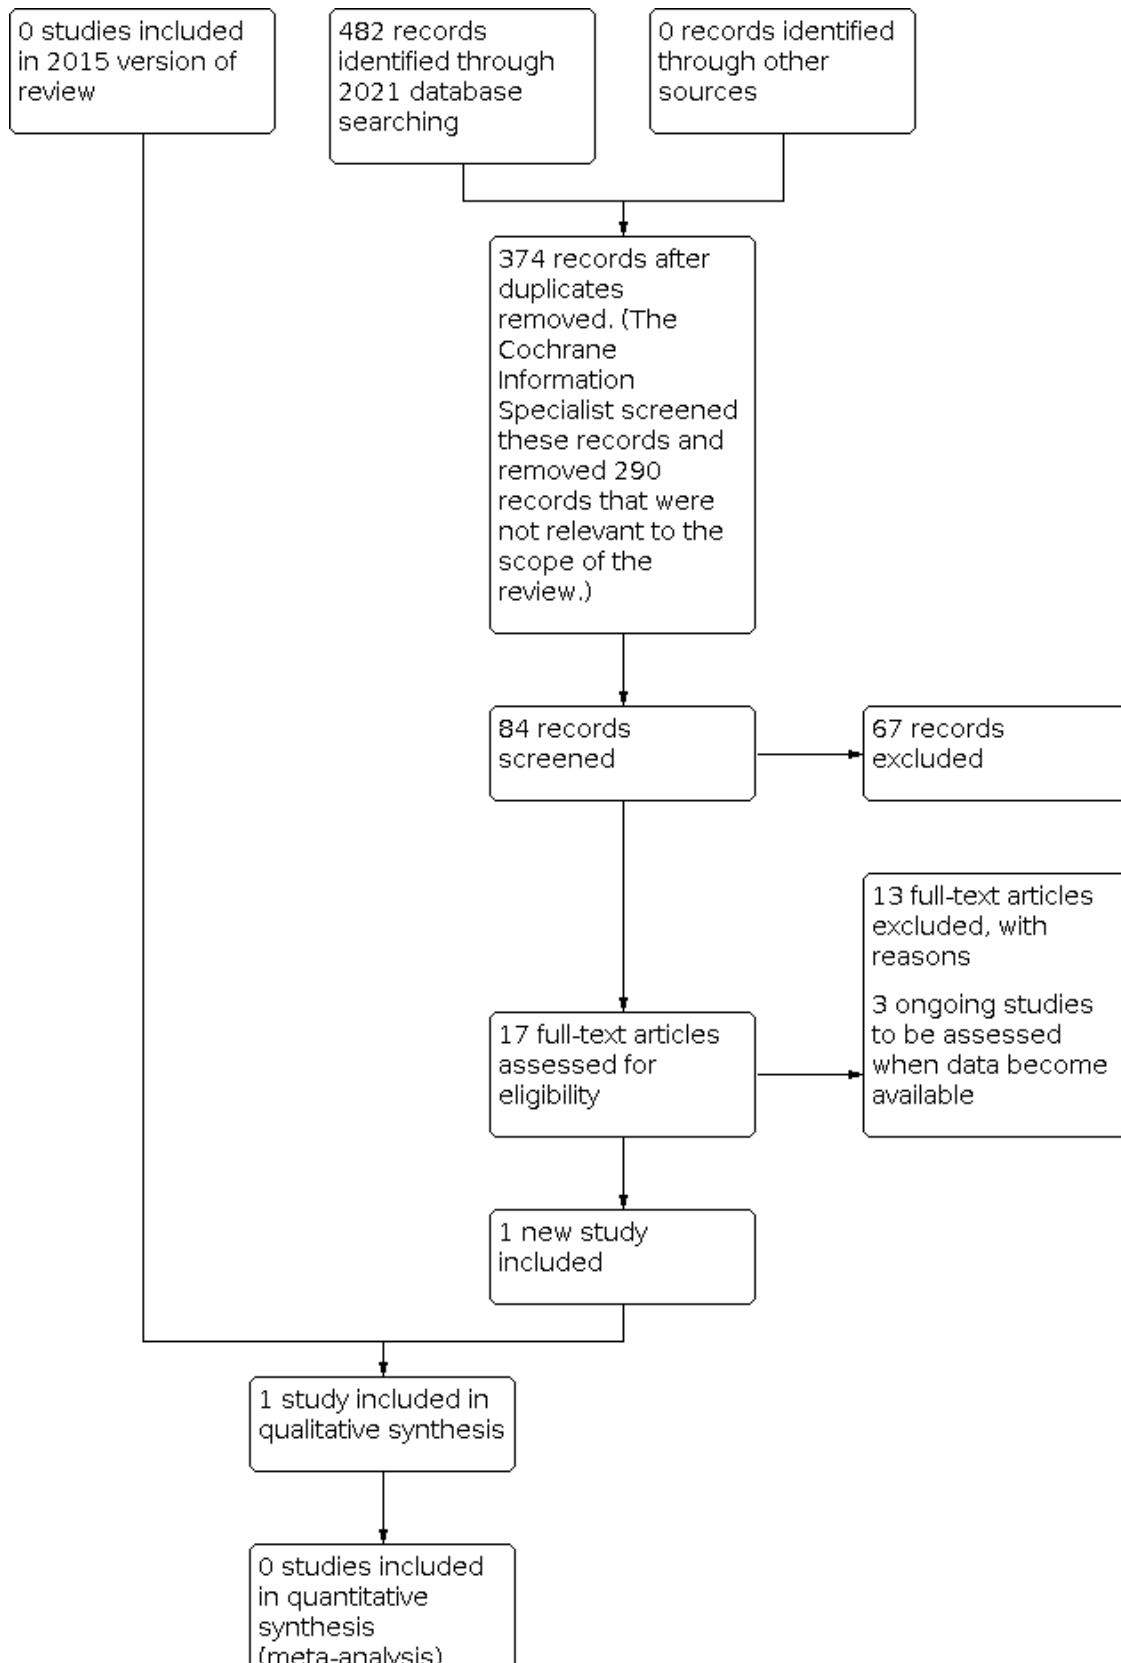 0 studies included
in 2015 version of
review
482 records
identified through
2021 database
searching
0 records identified
through other
sources
374 records after
duplicates
removed. (The
Cochrane
Information
Specialist screened
these records and
removed 290
records that were
not relevant to the
scope of the
review.)
84 records
screened
67 records
excluded
13 full-text articles
excluded, with
reasons
3 ongoing studies
to be assessed
when data become
available
17 full-text articles
assessed for
eligibility
1 new study
included
1 study included in
qualitative synthesis
0 studies included
in quantitative
synthesis
(meta-analysis)